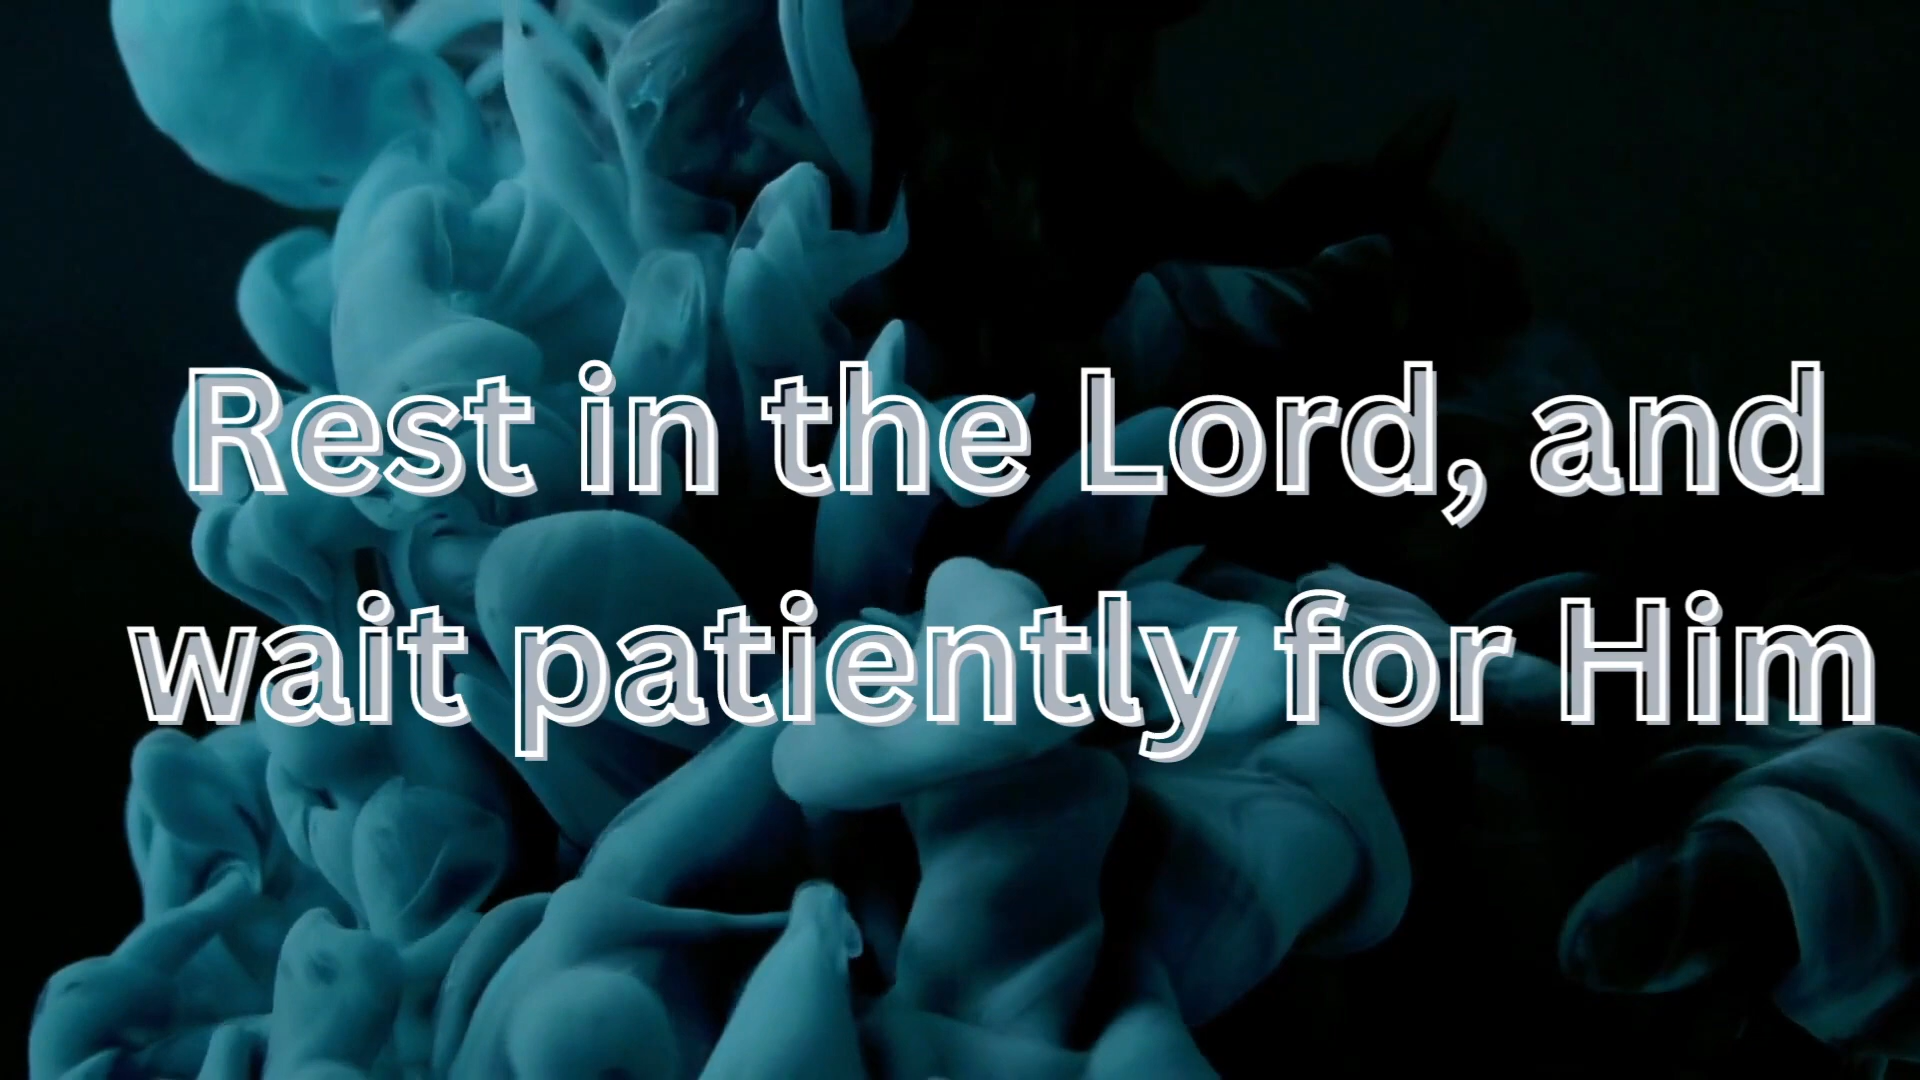 Rest in the Lord, and
wait patiently for Him